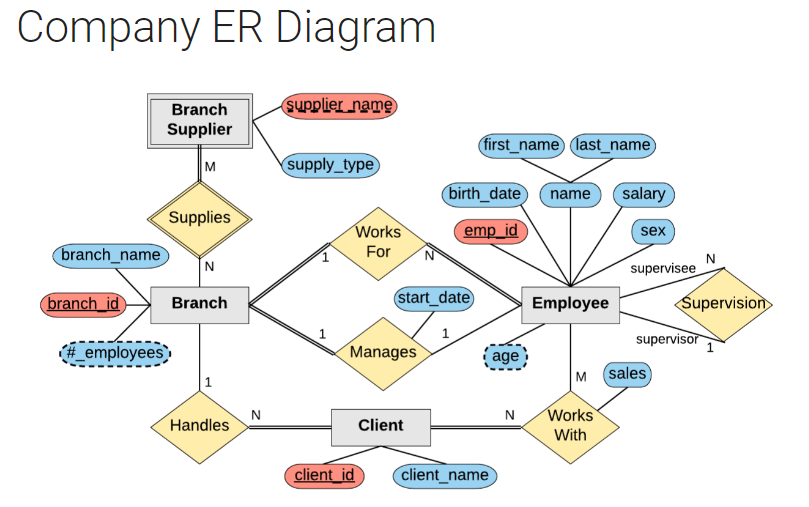 Company ER Diagram
Branch
Supplier
supplier_name
supply_type
M
Supplies
N
first_name
last_name
birth_date
name
salary
emp_id
sex
Works
For
1
N
branch_name
branch_id
#_employees
Branch
start_date
Employee
supervisee
N
Supervision
supervisor
1
1
Manages
1
age
1
M
sales
Handles
N
Client
N
Works
With
client_id
client_name